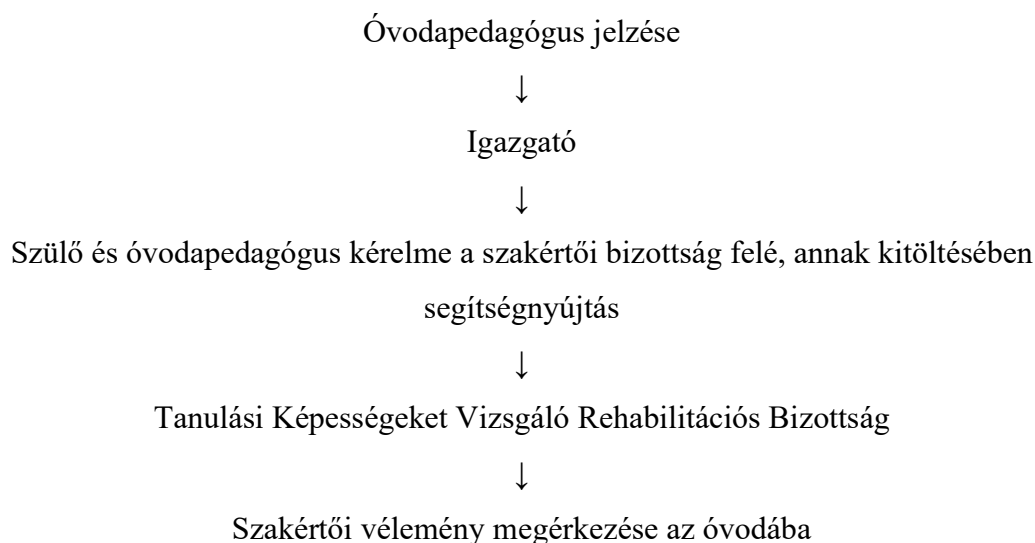 Óvodapedagógus jelzése
↓
Igazgató
↓
Szülő és óvodapedagógus kérelme a szakértői bizottság felé, annak kitöltésében
segítségnyújtás
↓
Tanulási Képességeket Vizsgáló Rehabilitációs Bizottság
↓
Szakértői vélemény megérkezése az óvodába